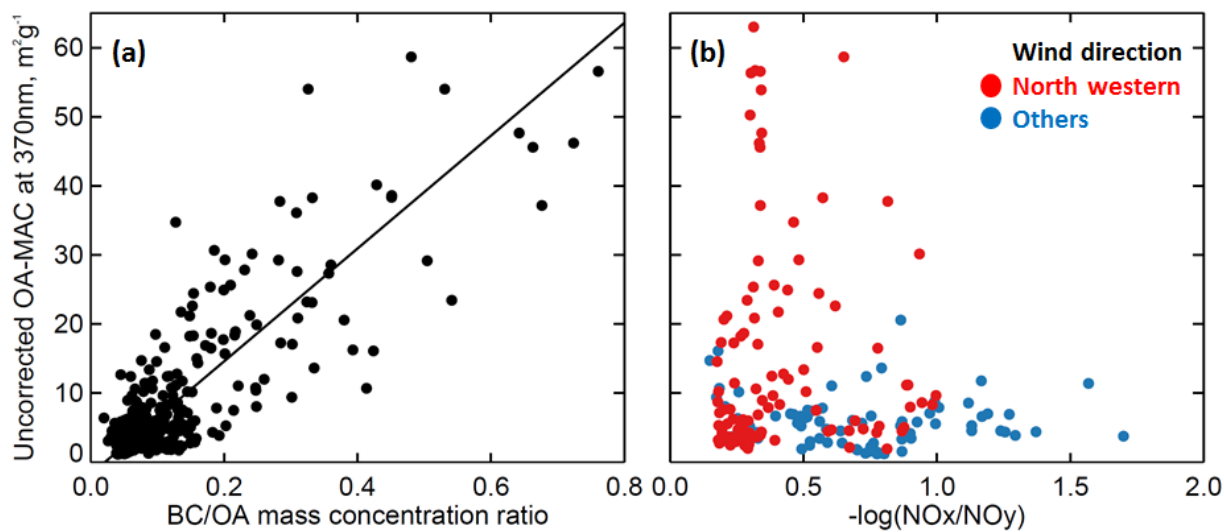 (a)
Uncorrected OA-MAC at 370nm, m²g⁻¹
60
50
40
30
20
10
0
0.0
0.2
0.4
0.6
0.8
BC/OA mass concentration ratio
(b)
Wind direction
North western
Others
0.0
0.5
1.0
1.5
2.0
-log(NOx/NOy)